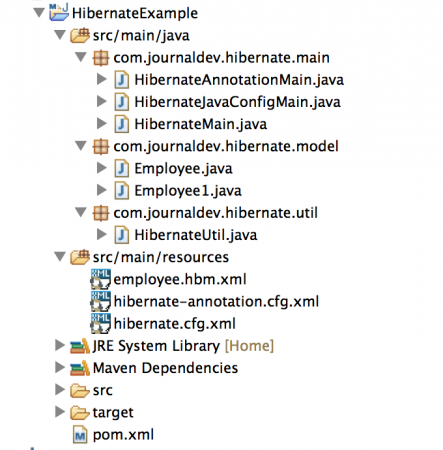 HibernateExample
src/main/java
com.journaldev.hibernate.main
HibernateAnnotationMain.java
HibernateJavaConfigMain.java
HibernateMain.java
com.journaldev.hibernate.model
Employee.java
Employee1.java
com.journaldev.hibernate.util
HibernateUtil.java
src/main/resources
employee.hbm.xml
hibernate-annotation.cfg.xml
hibernate.cfg.xml
JRE System Library [Home]
Maven Dependencies
src
target
pom.xml